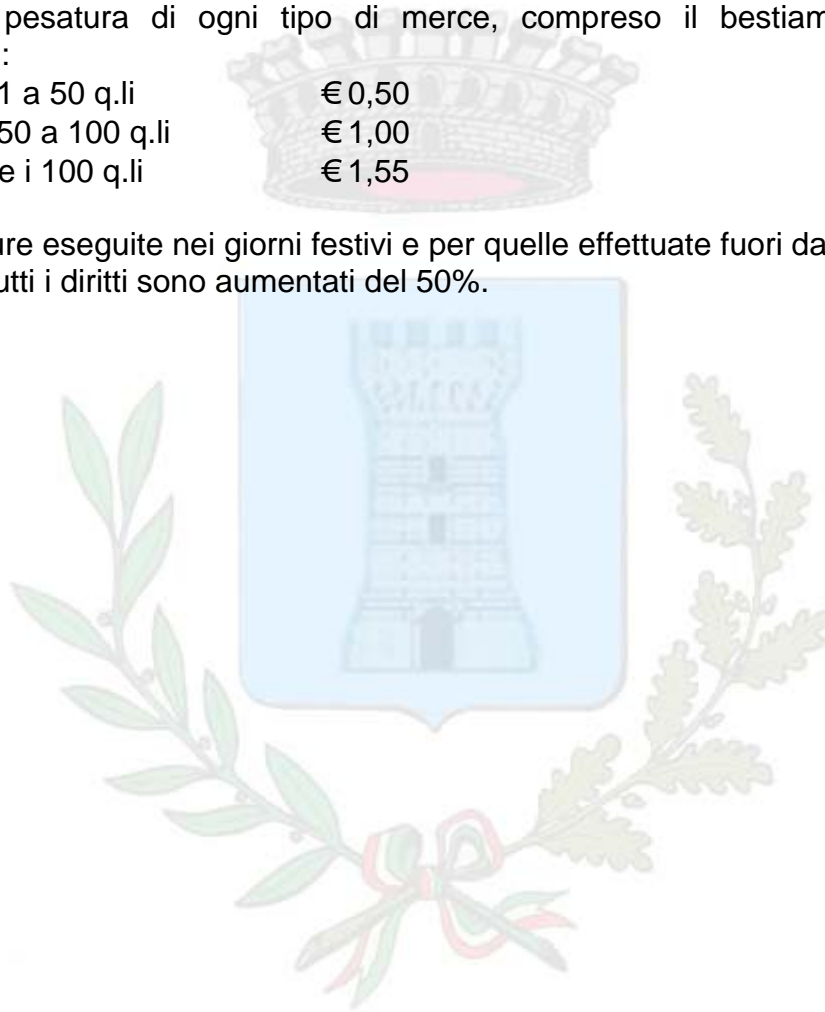 pesatura di ogni tipo di merce, compreso il bestiam
:
1 a 50 q.li € 0,50
50 a 100 q.li € 1,00
e i 100 q.li € 1,55
ure eseguite nei giorni festivi e per quelle effettuate fuori da
utti i diritti sono aumentati del 50%.